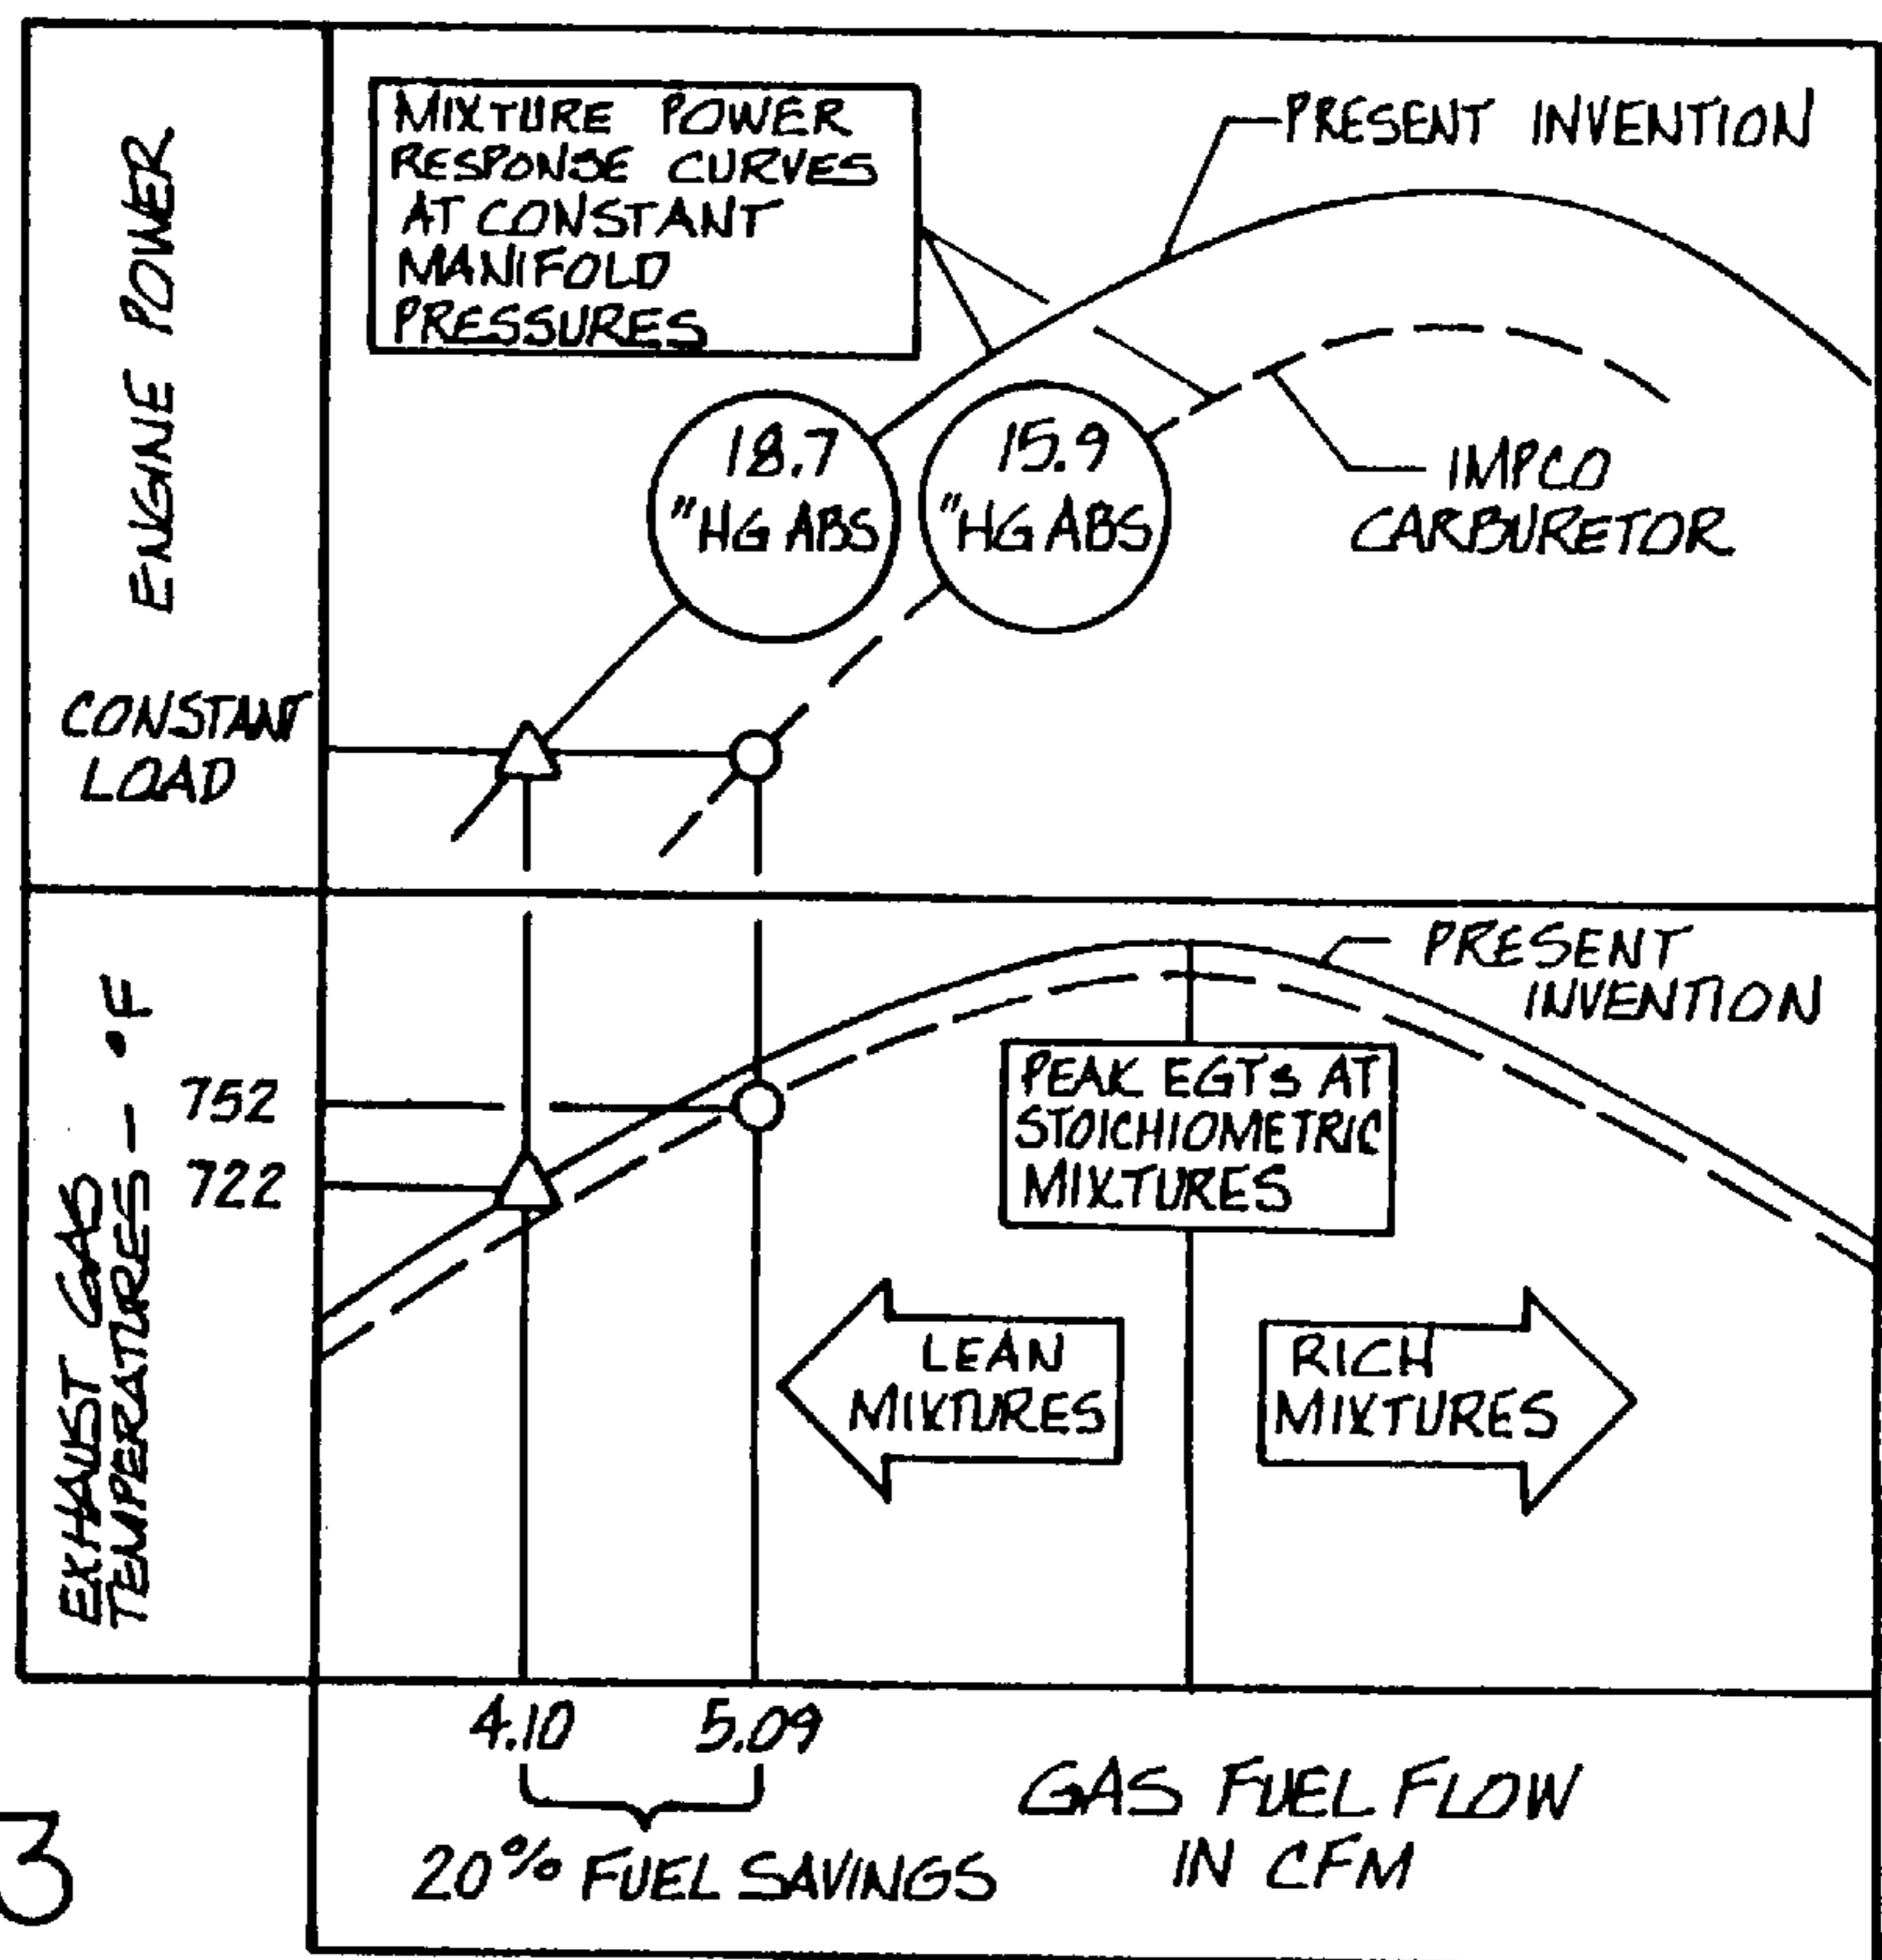 ENGINE POWER
MIXTURE POWER
RESPONSE CURVES
AT CONSTANT
MANIFOLD
PRESSURES
PRESENT INVENTION
18.7
"HG ABS
15.9
"HG ABS
IMPCO
CARBURETOR
CONSTANT
LOAD
EXHAUST GAS
TEMPERATURES - °F
752
722
PRESENT
INVENTION
PEAK EGTS AT
STOICHIOMETRIC
MIXTURES
LEAN
MIXTURES
RICH
MIXTURES
4.10 5.09
20% FUEL SAVINGS
GAS FUEL FLOW
IN CFM
3